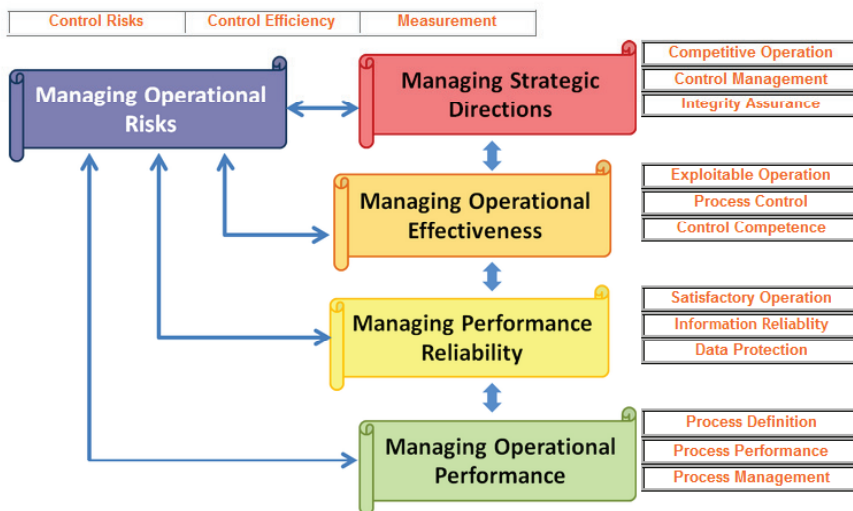 Control Risks
Control Efficiency
Measurement
Managing Operational
Risks
Managing Strategic
Directions
Competitive Operation
Control Management
Integrity Assurance
Managing Operational
Effectiveness
Exploitable Operation
Process Control
Control Competence
Managing Performance
Reliability
Satisfactory Operation
Information Reliablity
Data Protection
Managing Operational
Performance
Process Definition
Process Performance
Process Management